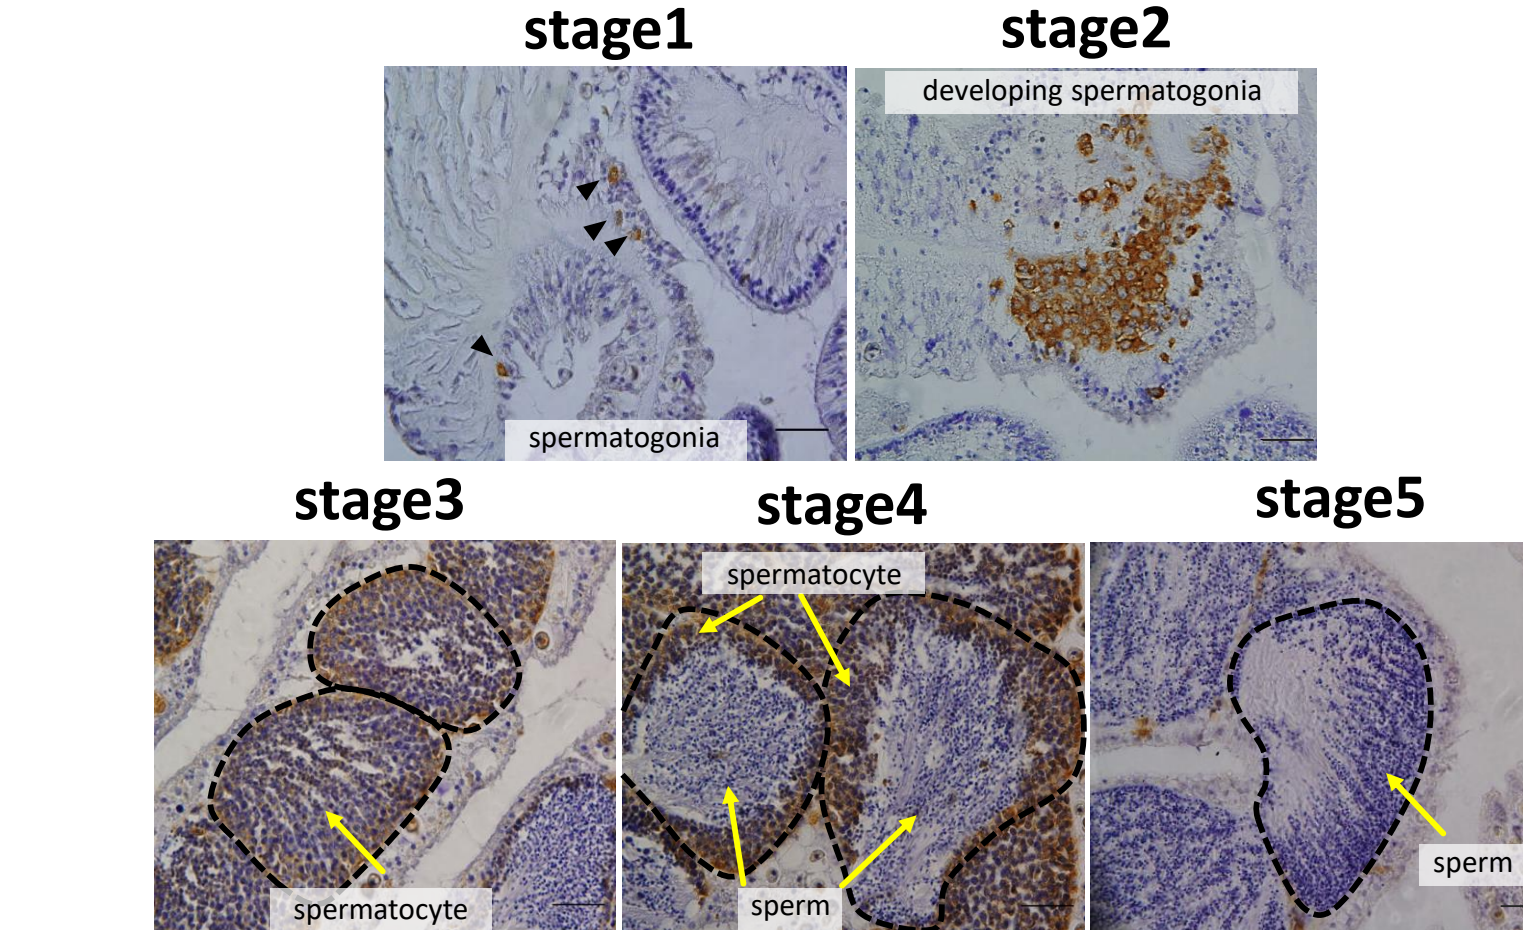 stage1
stage2
developing spermatogonia
spermatogonia
stage3
stage4
stage5
spermatocyte
spermatocyte
sperm
sperm